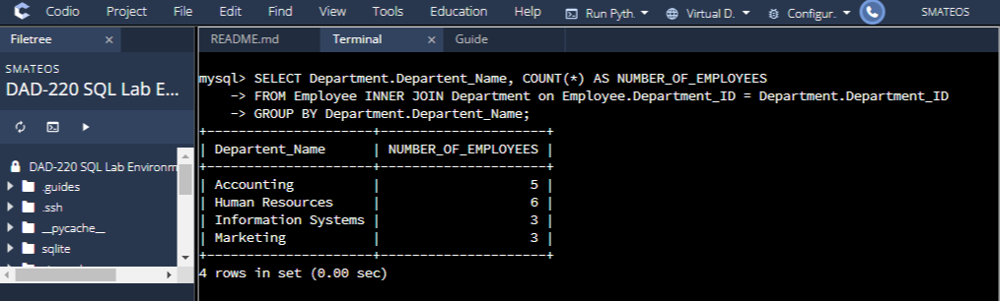 Codio Project File Edit Find View Tools Education Help Run Pyth. Virtual D. Configur. SMATEOS
Filetree × README.md Terminal × Guide
SMATEOS
DAD-220 SQL Lab E...
DAD-220 SQL Lab Environm
.guides
.ssh
__pycache__
sqlite
mysql> SELECT Department.Departent_Name, COUNT(*) AS NUMBER_OF_EMPLOYEES
-> FROM Employee INNER JOIN Department on Employee.Department_ID = Department.Department_ID
-> GROUP BY Department.Departent_Name;
+---------------------+---------------------+
| Departent_Name | NUMBER_OF_EMPLOYEES |
+---------------------+---------------------+
| Accounting | 5 |
| Human Resources | 6 |
| Information Systems | 3 |
| Marketing | 3 |
+---------------------+---------------------+
4 rows in set (0.00 sec)